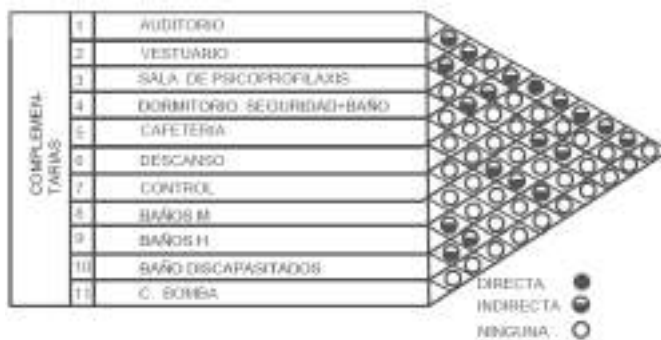 COMPLEMEN-
TARIAS
1 AUDITORIO
2 VESTUARIO
3 SALA DE PSICOPROFILAXIS
4 DORMITORIO SEGURIDAD+BAÑO
5 CAFETERIA
6 DESCANSO
7 CONTROL
8 BAÑOS M
9 BAÑOS H
10 BAÑO DISCAPASITADOS
11 C. BOMBA
DIRECTA
INDIRECTA
NINGUNA